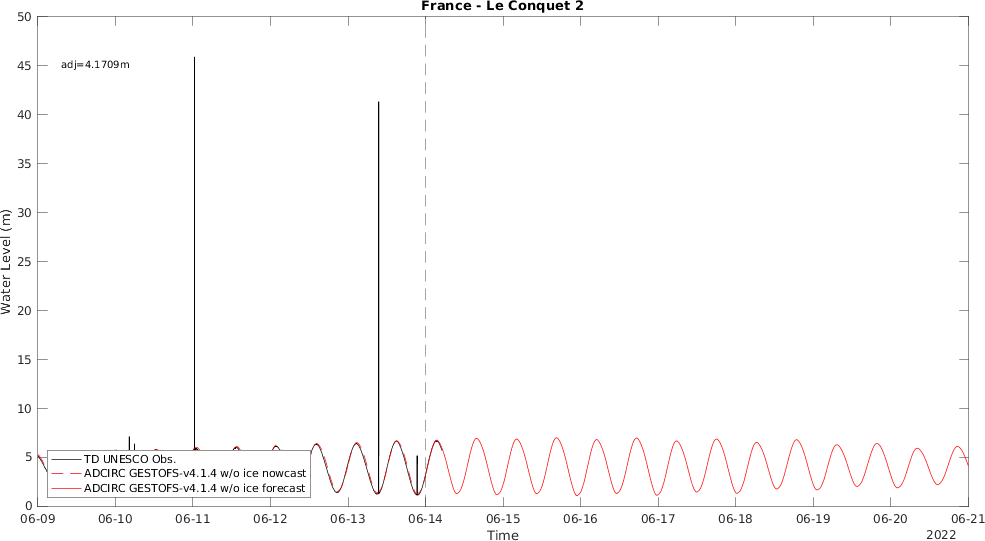 France - Le Conquet 2
50
45
40
35
30
25
20
15
10
5
0
Water Level (m)
adj=4.1709m
TD UNESCO Obs.
ADCIRC GESTOFS-v4.1.4 w/o ice nowcast
ADCIRC GESTOFS-v4.1.4 w/o ice forecast
06-09 06-10 06-11 06-12 06-13 06-14 06-15 06-16 06-17 06-18 06-19 06-20 06-21
Time
2022